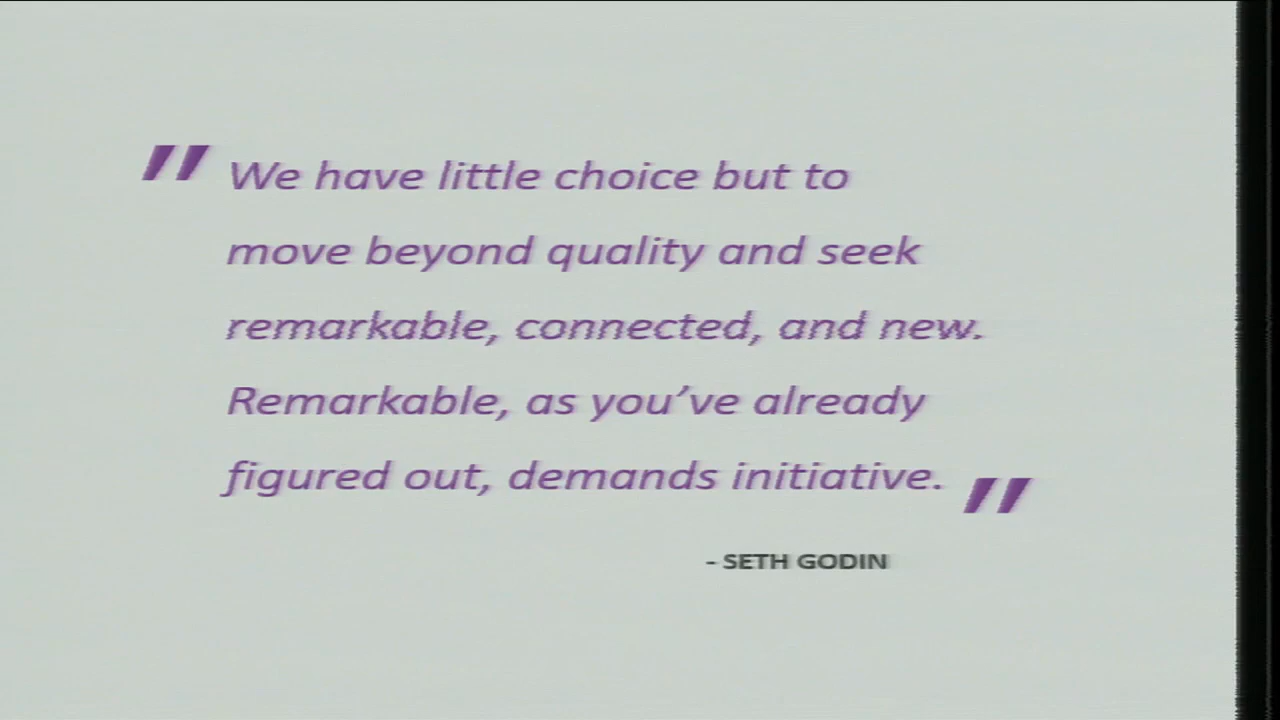 " We have little choice but to
move beyond quality and seek
remarkable, connected, and new.
Remarkable, as you’ve already
figured out, demands initiative. "
- SETH GODIN